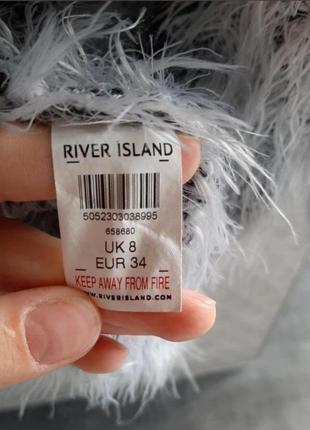 RIVER ISLAND
5052303038995
658680
UK 8
EUR 34
KEEP AWAY FROM FIRE
WWW.RIVERISLAND.COM